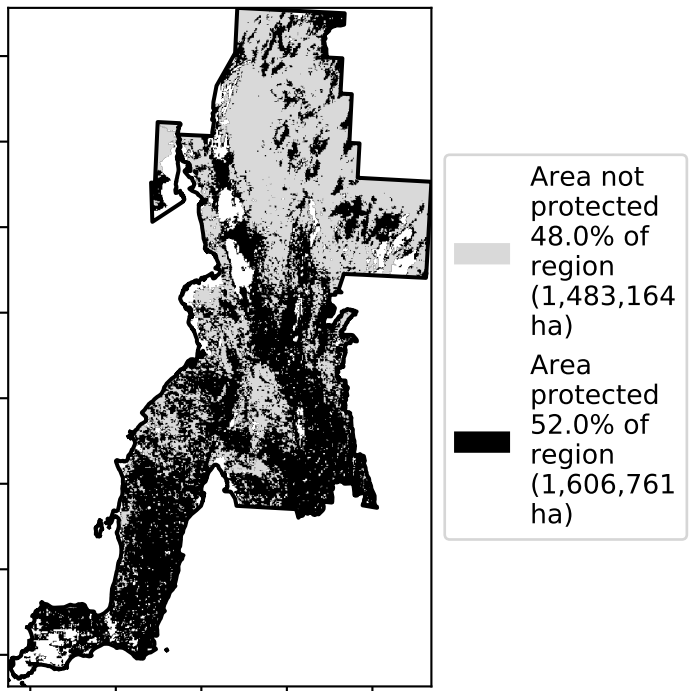 Area not
protected
48.0% of
region
(1,483,164
ha)
Area
protected
52.0% of
region
(1,606,761
ha)